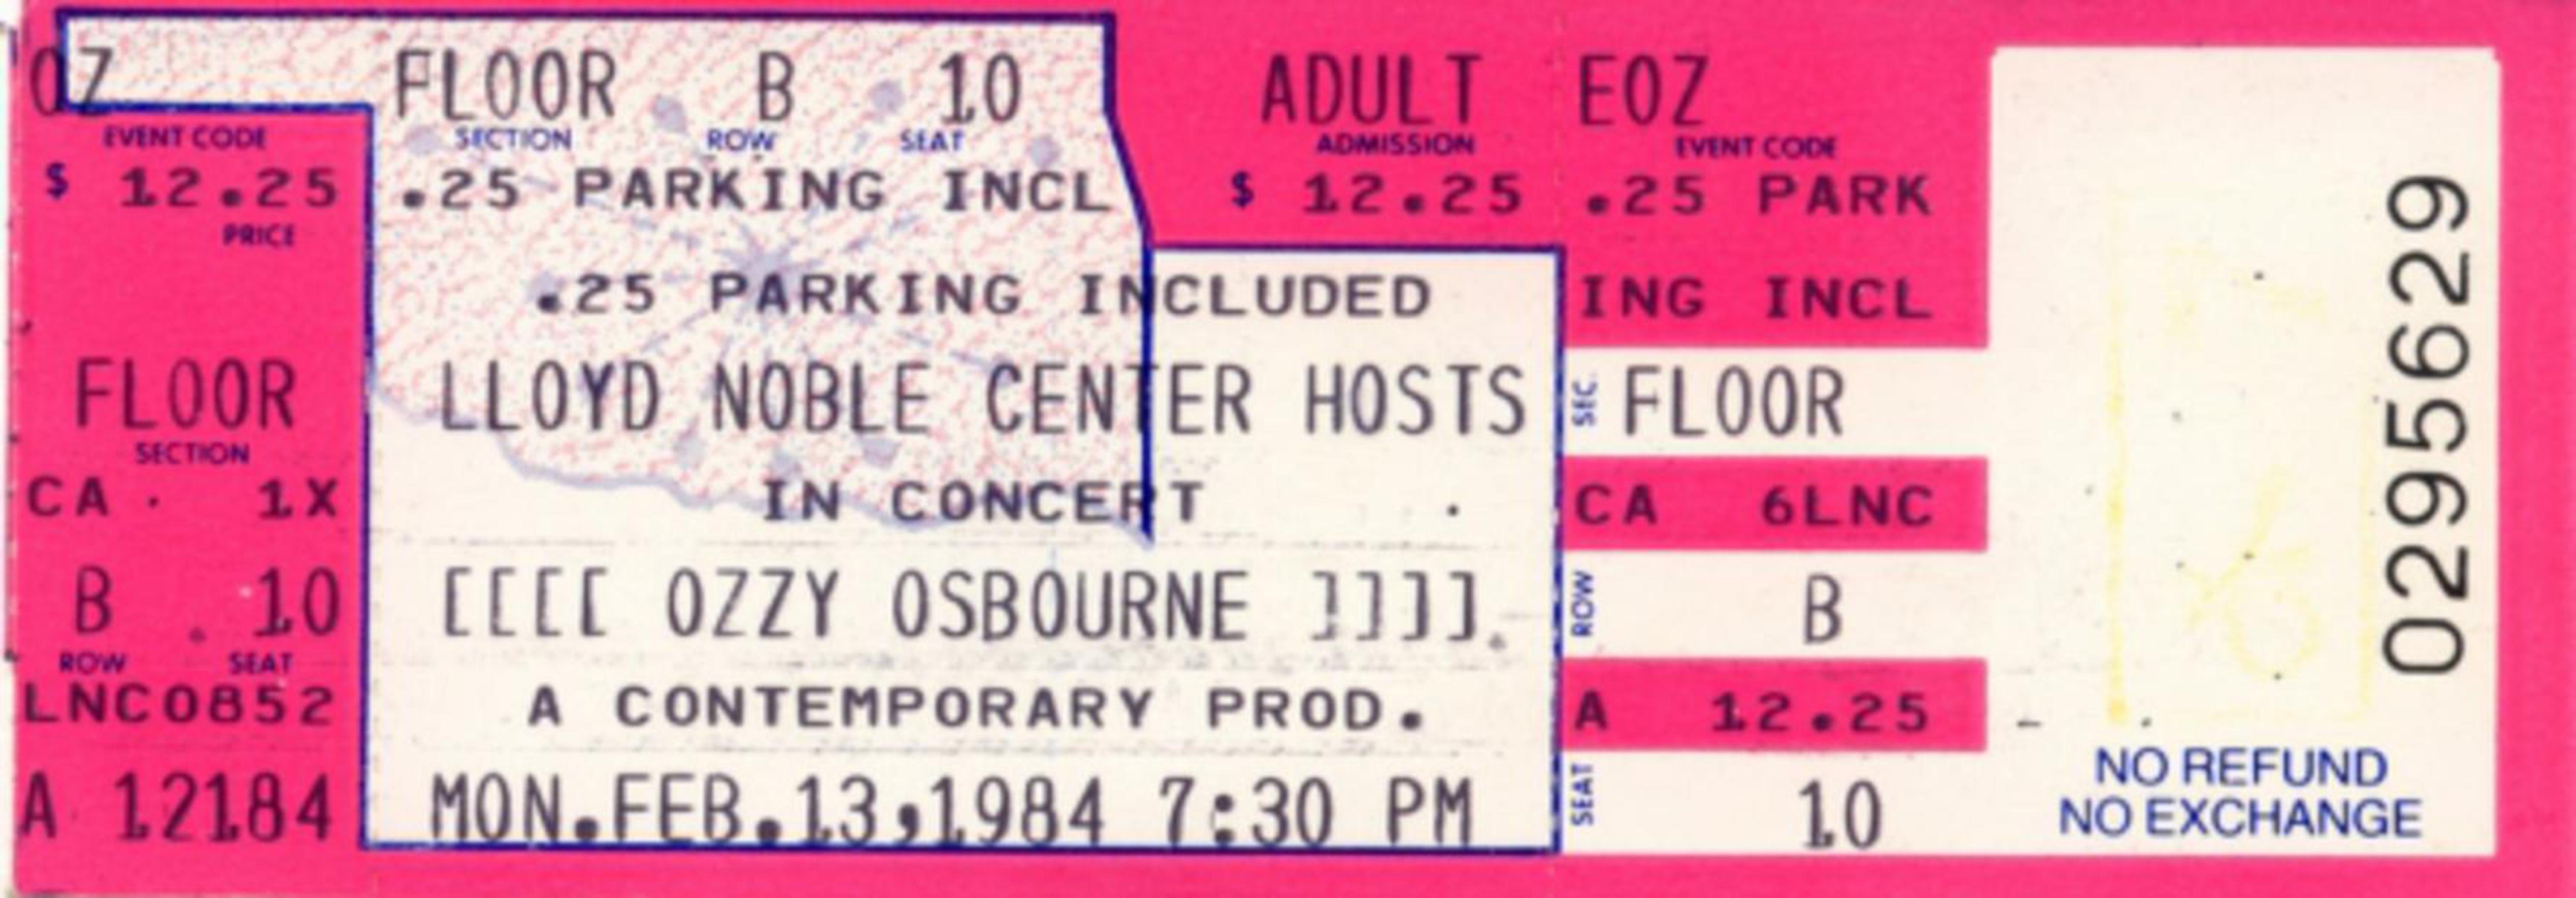 OZ
EVENT CODE
$ 12.25
PRICE
FLOOR
SECTION
CA 1X
B 10
ROW SEAT
LNC0852
A 12184
FLOOR B 10
SECTION ROW SEAT
.25 PARKING INCL
ADULT
ADMISSION
$ 12.25
.25 PARKING INCLUDED
LLOYD NOBLE CENTER HOSTS
IN CONCERT
[[[[ OZZY OSBOURNE ]]]]
A CONTEMPORARY PROD.
MON.FEB.13,1984 7:30 PM
EOZ
EVENT CODE
.25 PARK
ING INCL
SEC. FLOOR
CA 6LNC
ROW B
A 12.25
SEAT 10
0295629
NO REFUND
NO EXCHANGE